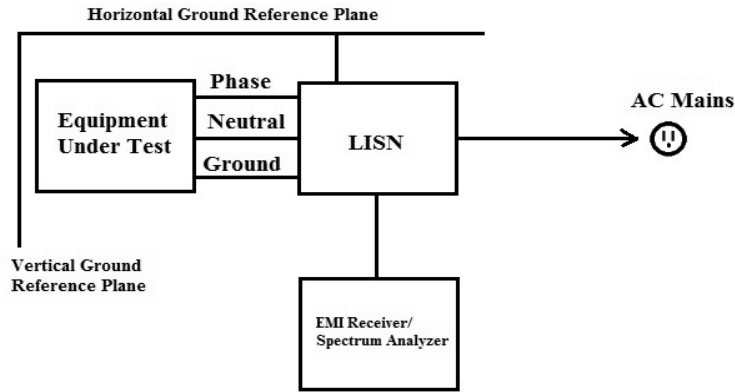 Horizontal Ground Reference Plane
Phase
Equipment
Under Test
Neutral
Ground
LISN
AC Mains
Vertical Ground
Reference Plane
EMI Receiver/
Spectrum Analyzer